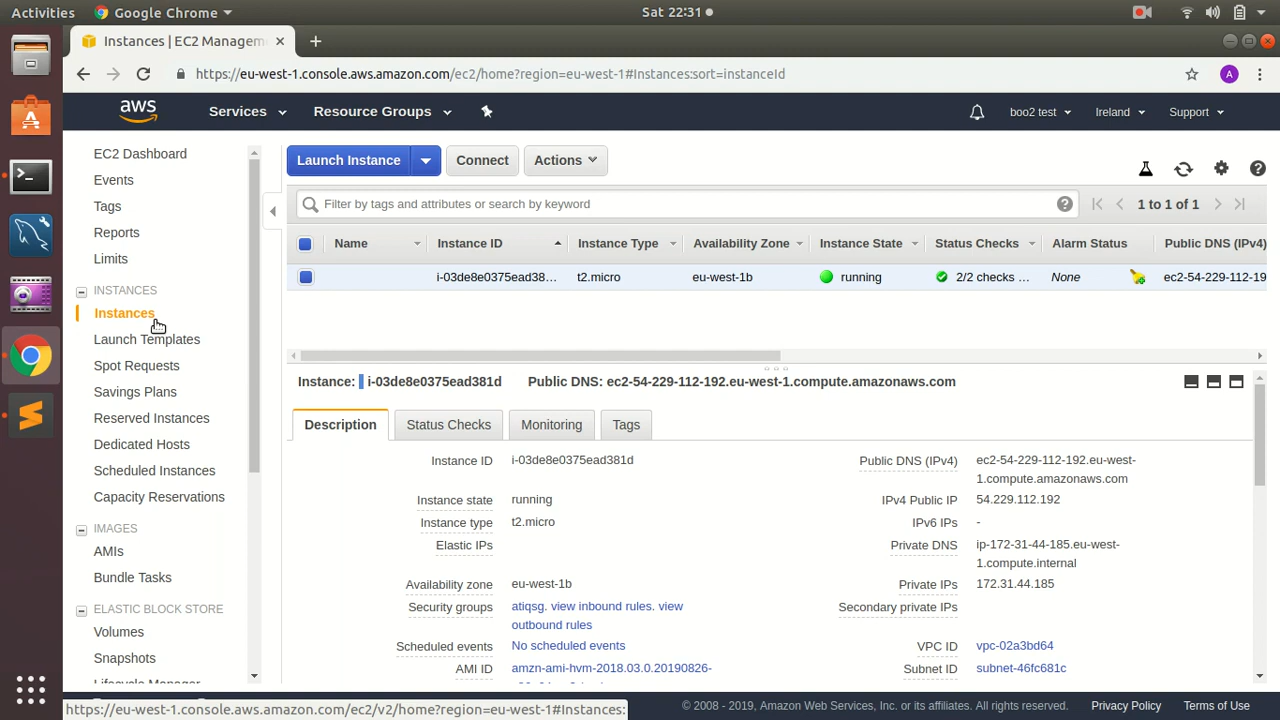 Activities
Google Chrome
Sat 22:31
Instances | EC2 Managem
https://eu-west-1.console.aws.amazon.com/ec2/home?region=eu-west-1#Instances:sort=instanceId
A
aws
Services
Resource Groups
boo2 test
Ireland
Support
EC2 Dashboard
Events
Tags
Reports
Limits
INSTANCES
Instances
Launch Templates
Spot Requests
Savings Plans
Reserved Instances
Dedicated Hosts
Scheduled Instances
Capacity Reservations
IMAGES
AMIs
Bundle Tasks
ELASTIC BLOCK STORE
Volumes
Snapshots
Lifecycle Manager
Launch Instance
Connect
Actions
Filter by tags and attributes or search by keyword
1 to 1 of 1
Name Instance ID Instance Type Availability Zone Instance State Status Checks Alarm Status Public DNS (IPv4)
i-03de8e0375ead38... t2.micro eu-west-1b running 2/2 checks ... None ec2-54-229-112-19
Instance: i-03de8e0375ead381d Public DNS: ec2-54-229-112-192.eu-west-1.compute.amazonaws.com
Description Status Checks Monitoring Tags
Instance ID i-03de8e0375ead381d
Instance state running
Instance type t2.micro
Elastic IPs
Availability zone eu-west-1b
Security groups atiqsg. view inbound rules. view
outbound rules
Scheduled events No scheduled events
AMI ID amzn-ami-hvm-2018.03.0.20190826-
Public DNS (IPv4) ec2-54-229-112-192.eu-west-
1.compute.amazonaws.com
IPv4 Public IP 54.229.112.192
IPv6 IPs -
Private DNS ip-172-31-44-185.eu-west-
1.compute.internal
Private IPs 172.31.44.185
Secondary private IPs
VPC ID vpc-02a3bd64
Subnet ID subnet-46fc681c
https://eu-west-1.console.aws.amazon.com/ec2/v2/home?region=eu-west-1#Instances:
© 2008 - 2019, Amazon Web Services, Inc. or its affiliates. All rights reserved.
Privacy Policy
Terms of Use